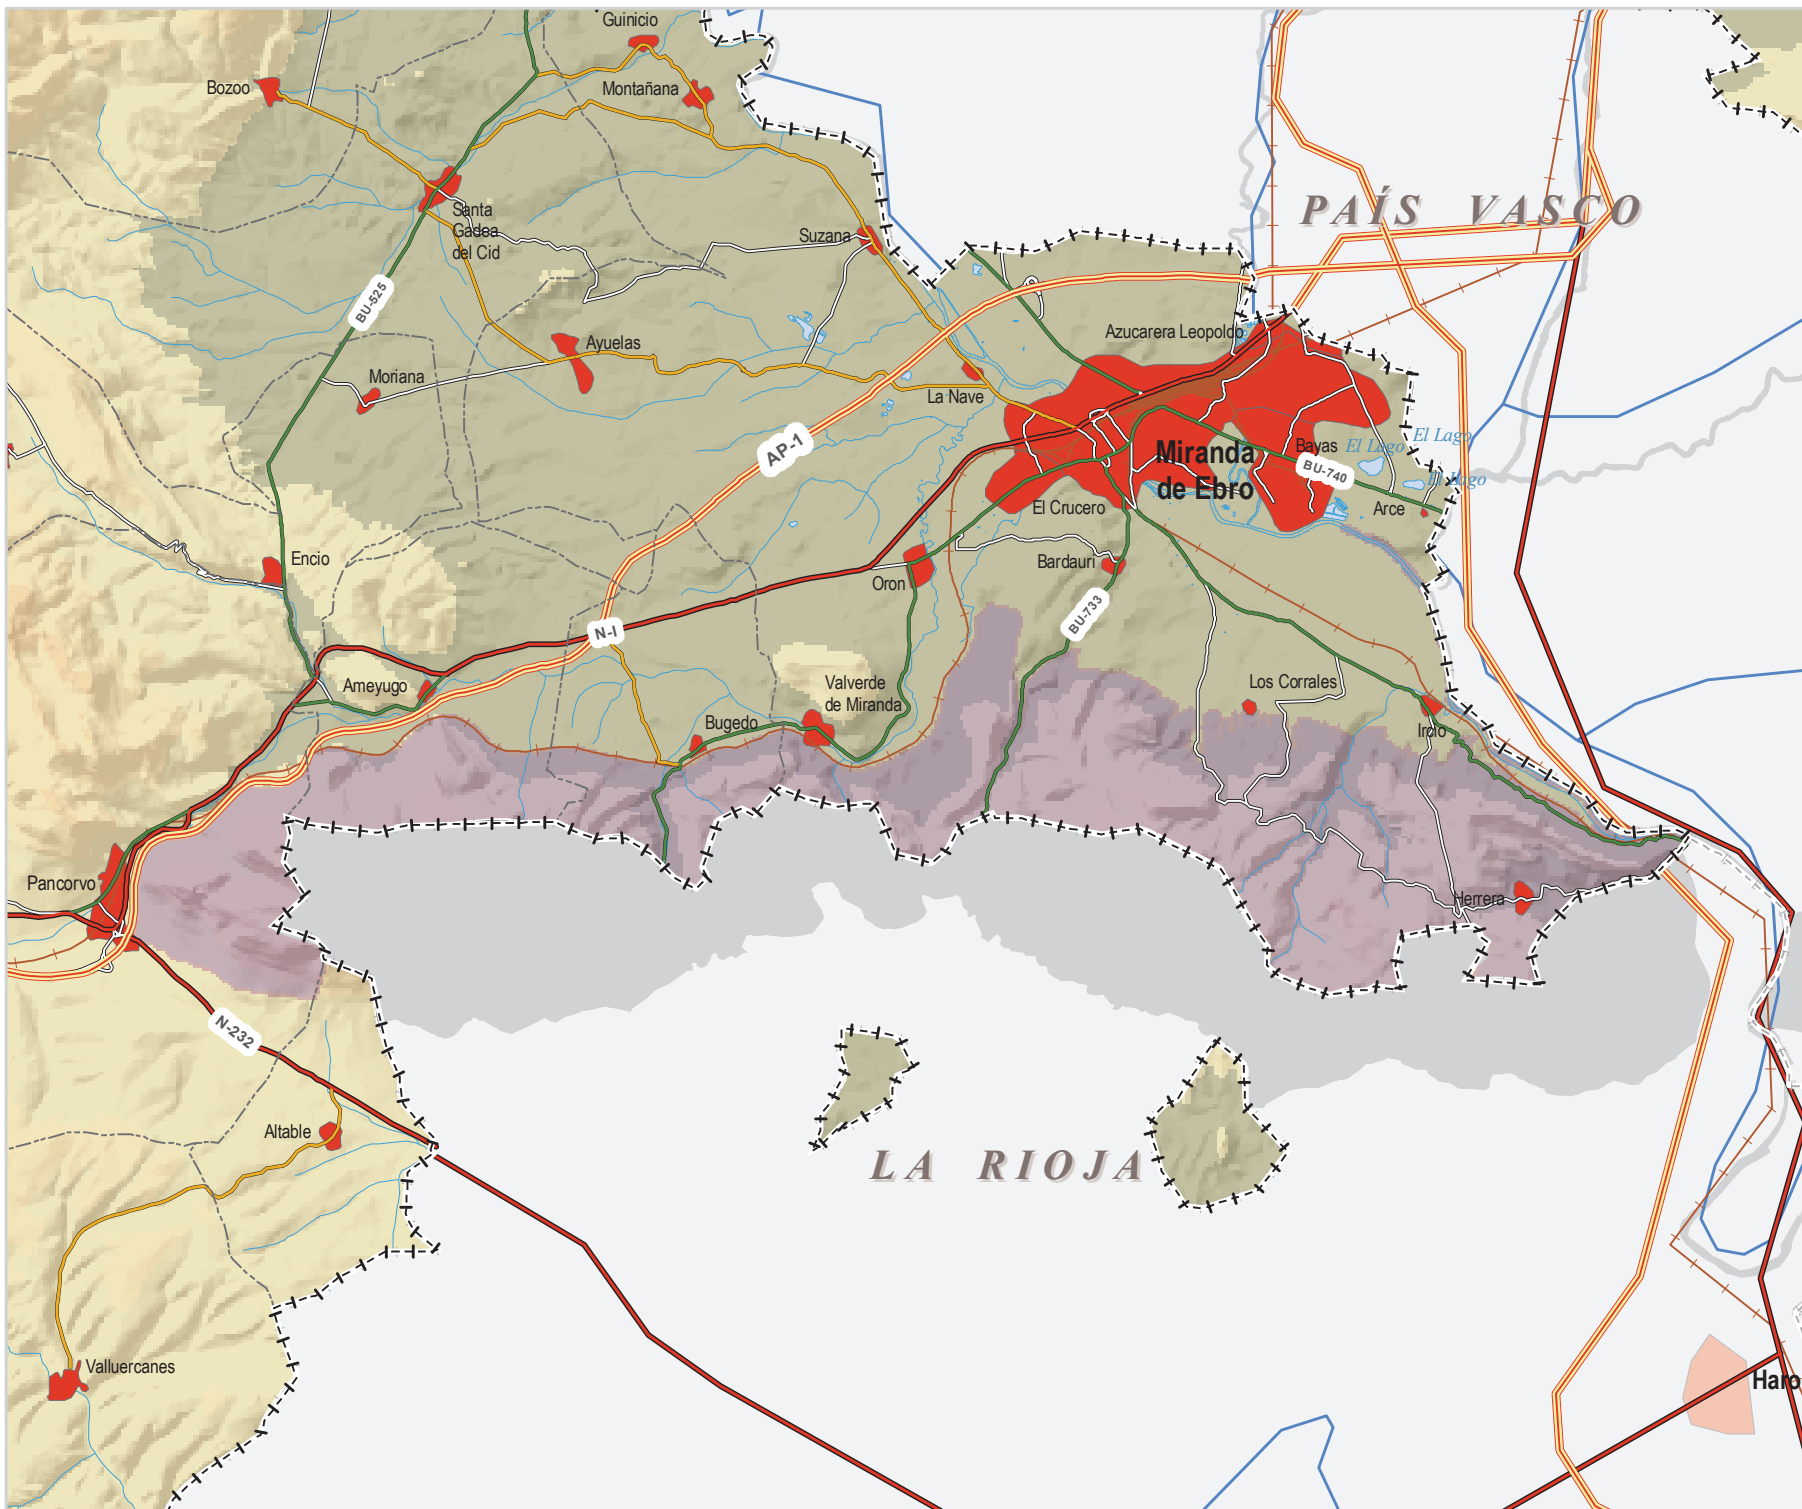 Guinicio
Bozoo
Montañana
PAÍS VASCO
Santa
Gadea
del Cid
Suzana
BU-525
Azucarera Leopoldo
Ayuelas
Moriana
La Nave
AP-1
Miranda
de Ebro
Bayas
El Lago
El Lago
El Lago
BU-740
Arce
El Crucero
Encio
Bardauri
Oron
BU-733
N-I
Ameyugo
Valverde
de Miranda
Los Corrales
Bugedo
Ircio
Pancorvo
Herrera
N-232
Altable
LA RIOJA
Valluercanes
Haro